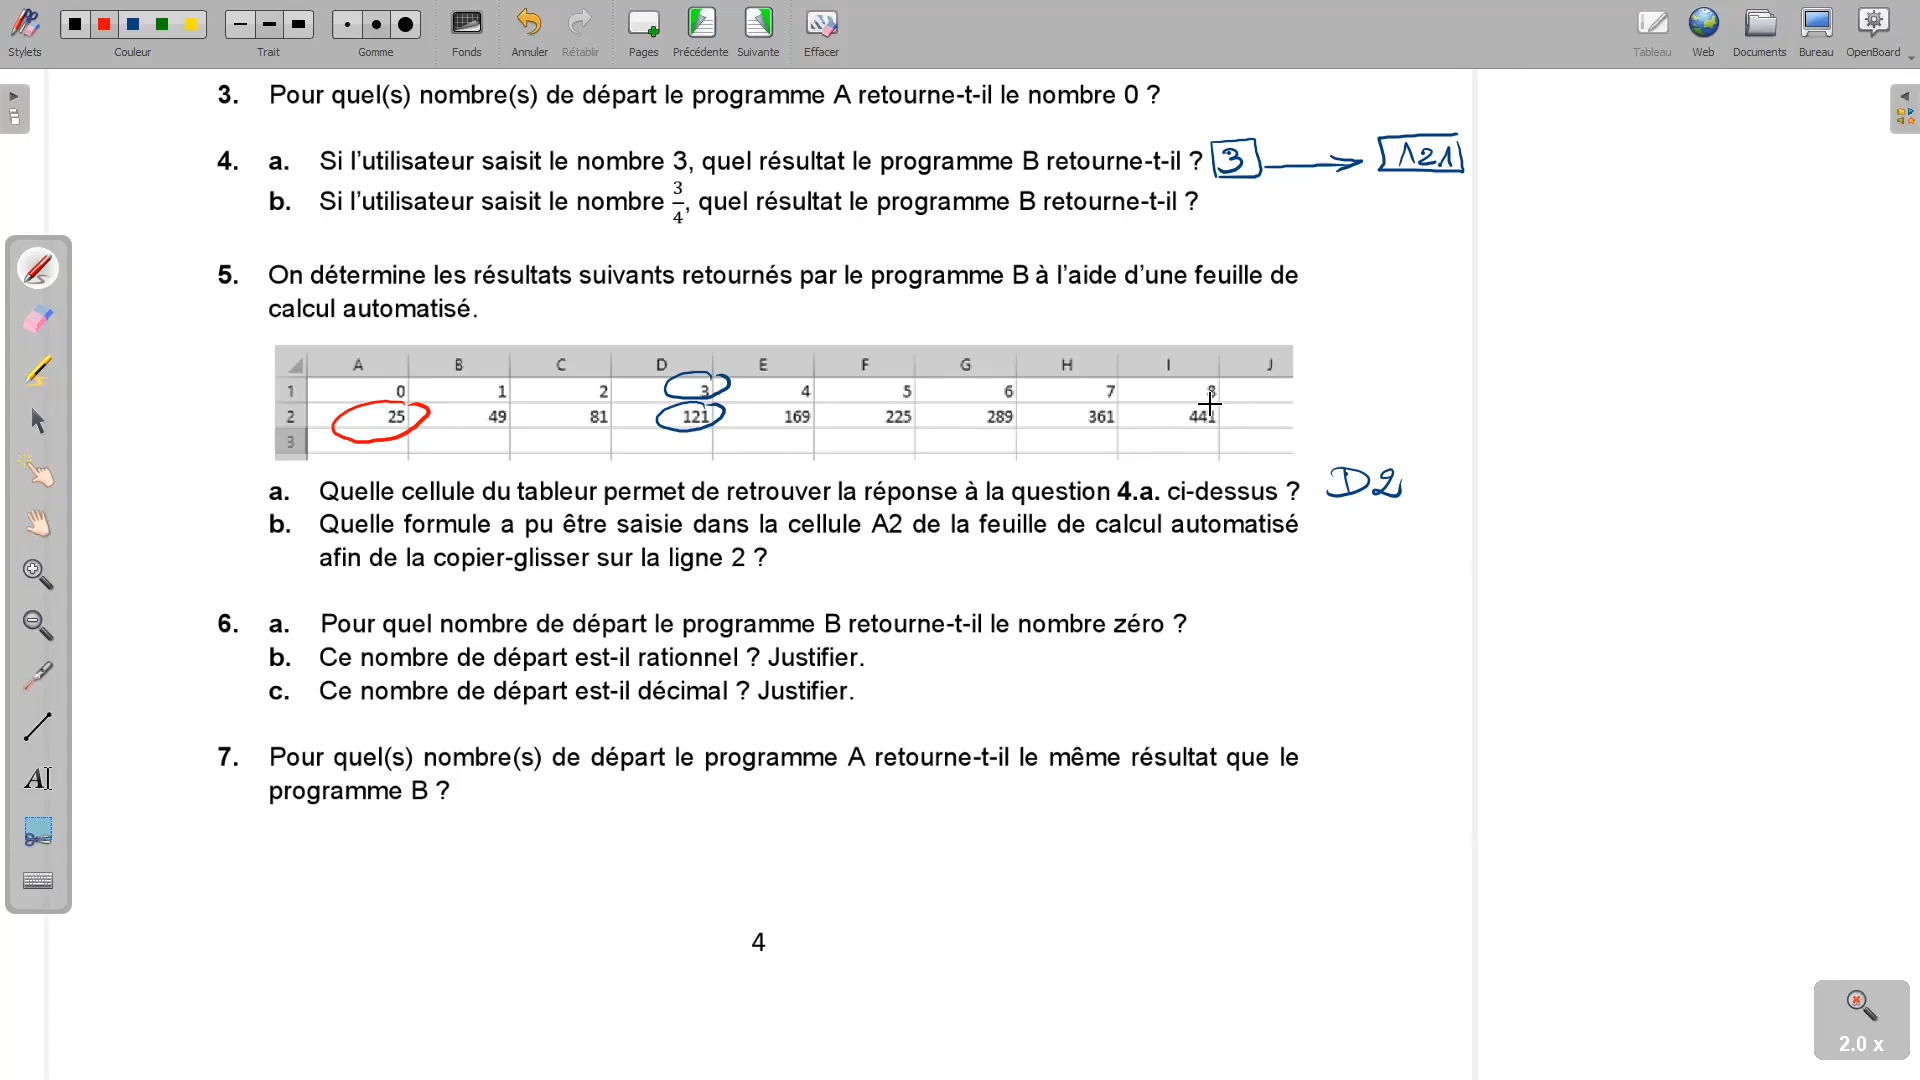 Stylets Couleur Trait Gomme Fonds Annuler Rétablir Pages Précédente Suivante Effacer Tableau Web Documents Bureau OpenBoard
3. Pour quel(s) nombre(s) de départ le programme A retourne-t-il le nombre 0 ?
4. a. Si l’utilisateur saisit le nombre 3, quel résultat le programme B retourne-t-il ? 3 → 121
b. Si l’utilisateur saisit le nombre 3/4, quel résultat le programme B retourne-t-il ?
5. On détermine les résultats suivants retournés par le programme B à l’aide d’une feuille de
calcul automatisé.
A B C D E F G H I J
1 0 1 2 3 4 5 6 7 8
2 25 49 81 121 169 225 289 361 441
3
a. Quelle cellule du tableur permet de retrouver la réponse à la question 4.a. ci-dessus ? D2
b. Quelle formule a pu être saisie dans la cellule A2 de la feuille de calcul automatisé
afin de la copier-glisser sur la ligne 2 ?
6. a. Pour quel nombre de départ le programme B retourne-t-il le nombre zéro ?
b. Ce nombre de départ est-il rationnel ? Justifier.
c. Ce nombre de départ est-il décimal ? Justifier.
7. Pour quel(s) nombre(s) de départ le programme A retourne-t-il le même résultat que le
programme B ?
4
2.0 x